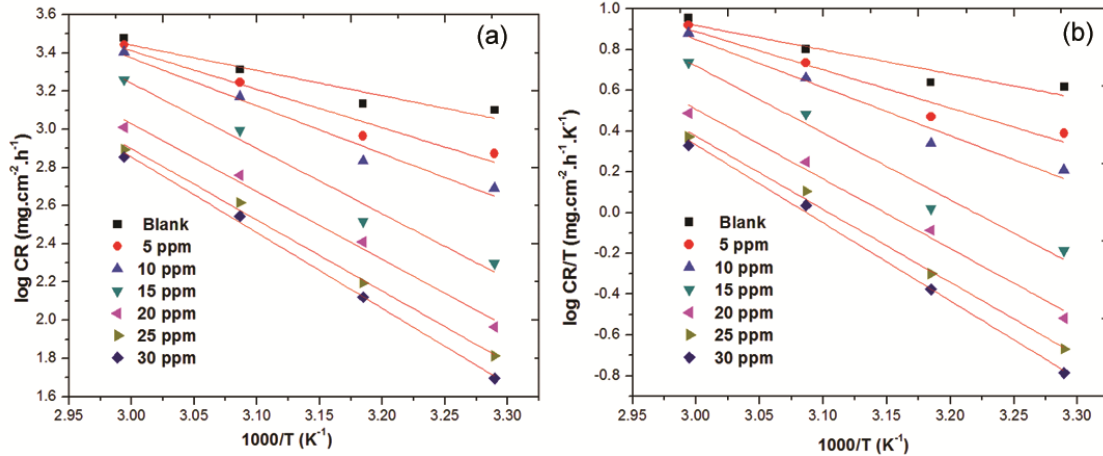 (a)
3.6
3.4
3.2
3.0
2.8
2.6
2.4
2.2
2.0
1.8
1.6
log CR (mg.cm⁻².h⁻¹)
Blank
5 ppm
10 ppm
15 ppm
20 ppm
25 ppm
30 ppm
2.95 3.00 3.05 3.10 3.15 3.20 3.25 3.30
1000/T (K⁻¹)
(b)
1.0
0.8
0.6
0.4
0.2
0.0
-0.2
-0.4
-0.6
-0.8
log CR/T (mg.cm⁻².h⁻¹.K⁻¹)
Blank
5 ppm
10 ppm
15 ppm
20 ppm
25 ppm
30 ppm
2.95 3.00 3.05 3.10 3.15 3.20 3.25 3.30
1000/T (K⁻¹)